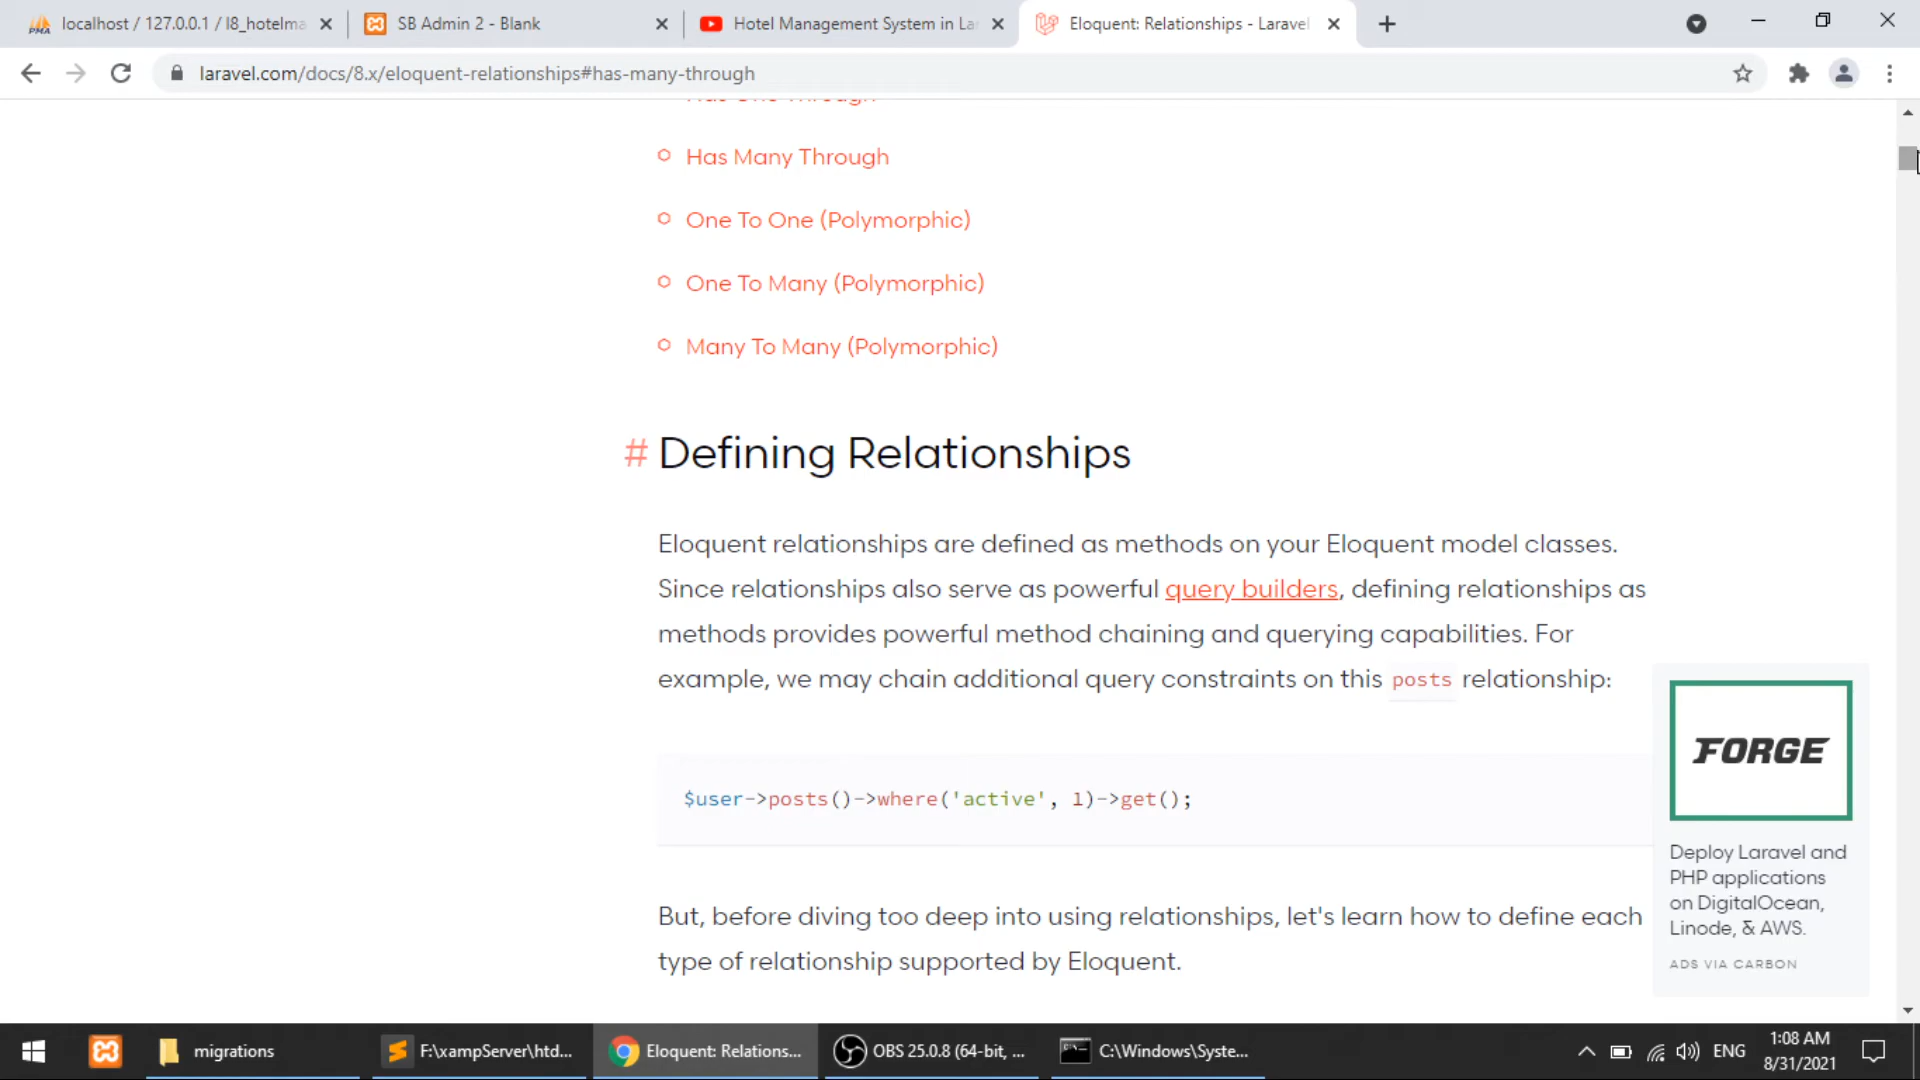 localhost / 127.0.0.1 / l8_hotelma
SB Admin 2 - Blank
Hotel Management System in La
Eloquent: Relationships - Laravel
laravel.com/docs/8.x/eloquent-relationships#has-many-through
Has One Through
Has Many Through
One To One (Polymorphic)
One To Many (Polymorphic)
Many To Many (Polymorphic)
# Defining Relationships
Eloquent relationships are defined as methods on your Eloquent model classes.
Since relationships also serve as powerful query builders, defining relationships as
methods provides powerful method chaining and querying capabilities. For
example, we may chain additional query constraints on this posts relationship:
$user->posts()->where('active', 1)->get();
But, before diving too deep into using relationships, let's learn how to define each
type of relationship supported by Eloquent.
FORGE
Deploy Laravel and
PHP applications
on DigitalOcean,
Linode, & AWS.
ADS VIA CARBON
migrations
F:\xampServer\htd...
Eloquent: Relations...
OBS 25.0.8 (64-bit, ...
C:\Windows\Syste...
ENG
1:08 AM
8/31/2021